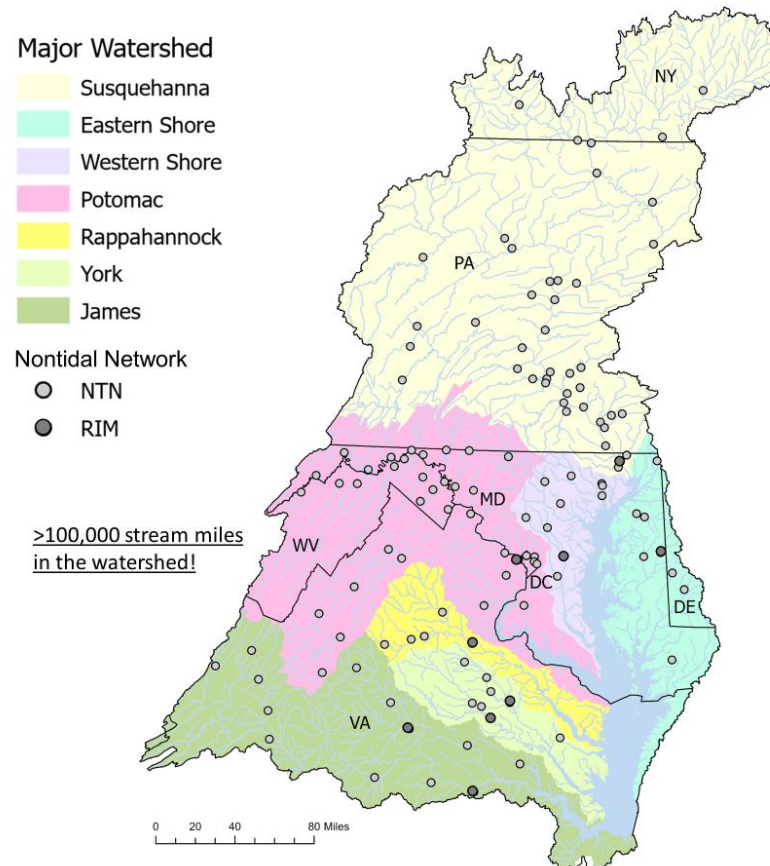 Major Watershed
Susquehanna
Eastern Shore
Western Shore
Potomac
Rappahannock
York
James
Nontidal Network
NTN
RIM
>100,000 stream miles
in the watershed!
NY
PA
MD
WV
DC
DE
VA
0 20 40 80 Miles